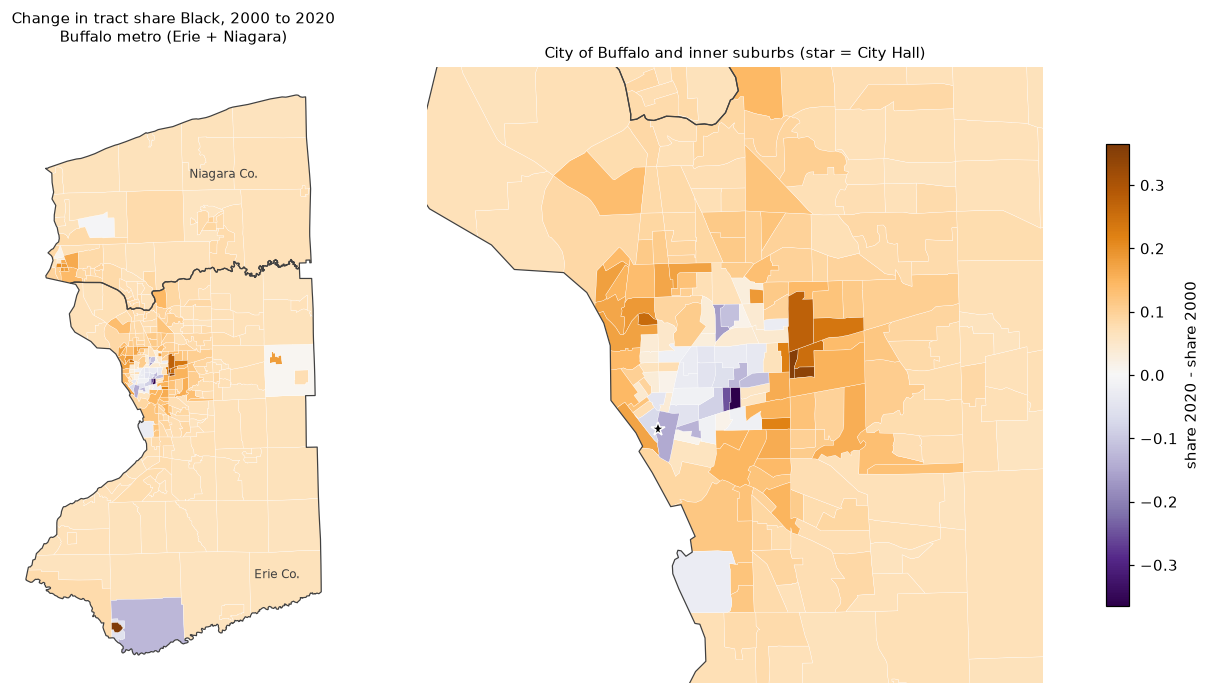 Change in tract share Black, 2000 to 2020
Buffalo metro (Erie + Niagara)
Niagara Co.
Erie Co.
City of Buffalo and inner suburbs (star = City Hall)
0.3
0.2
0.1
0.0
−0.1
−0.2
−0.3
share 2020 - share 2000